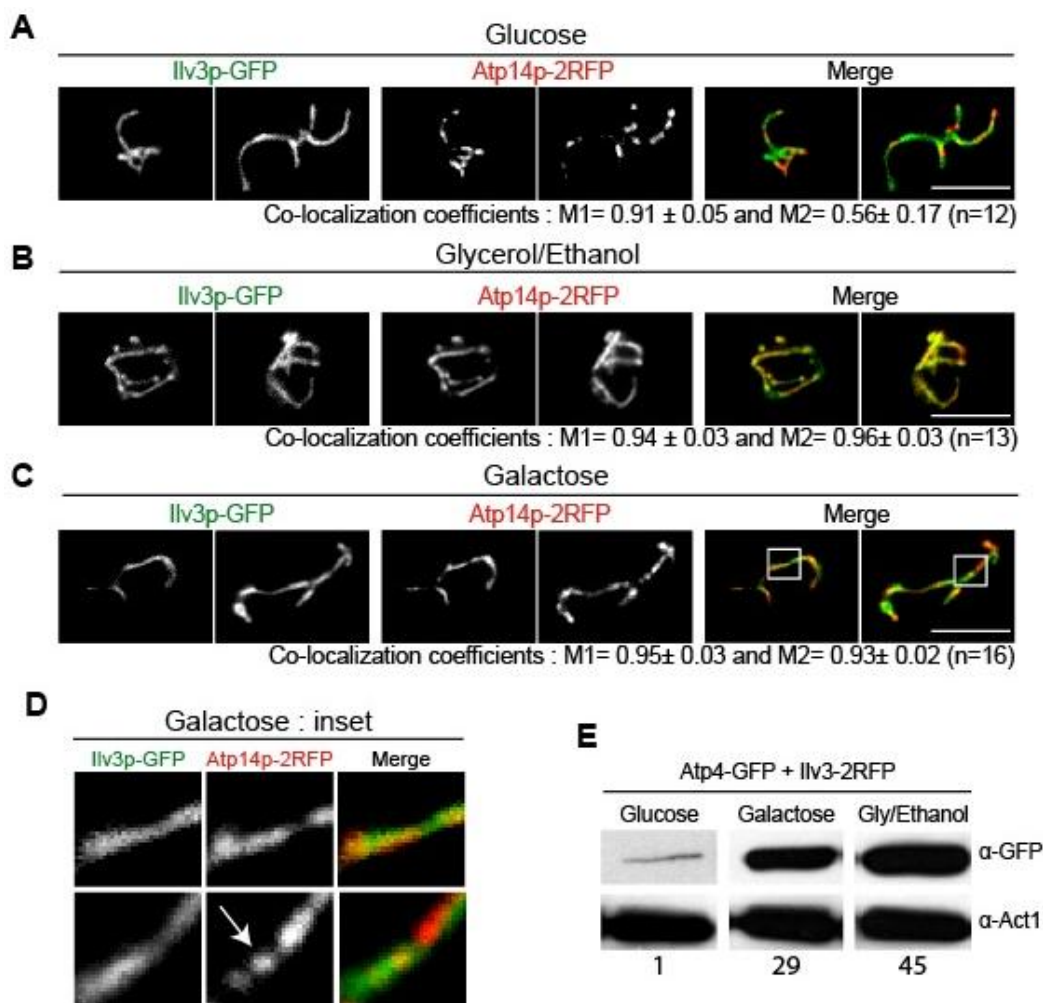 A
Glucose
Ilv3p-GFP Atp14p-2RFP Merge
Co-localization coefficients : M1= 0.91 ± 0.05 and M2= 0.56± 0.17 (n=12)
B
Glycerol/Ethanol
Ilv3p-GFP Atp14p-2RFP Merge
Co-localization coefficients : M1= 0.94 ± 0.03 and M2= 0.96± 0.03 (n=13)
C
Galactose
Ilv3p-GFP Atp14p-2RFP Merge
Co-localization coefficients : M1= 0.95± 0.03 and M2= 0.93± 0.02 (n=16)
D
Galactose : inset
Ilv3p-GFP Atp14p-2RFP Merge
E
Atp4-GFP + Ilv3-2RFP
Glucose Galactose Gly/Ethanol
α-GFP
α-Act1
1 29 45